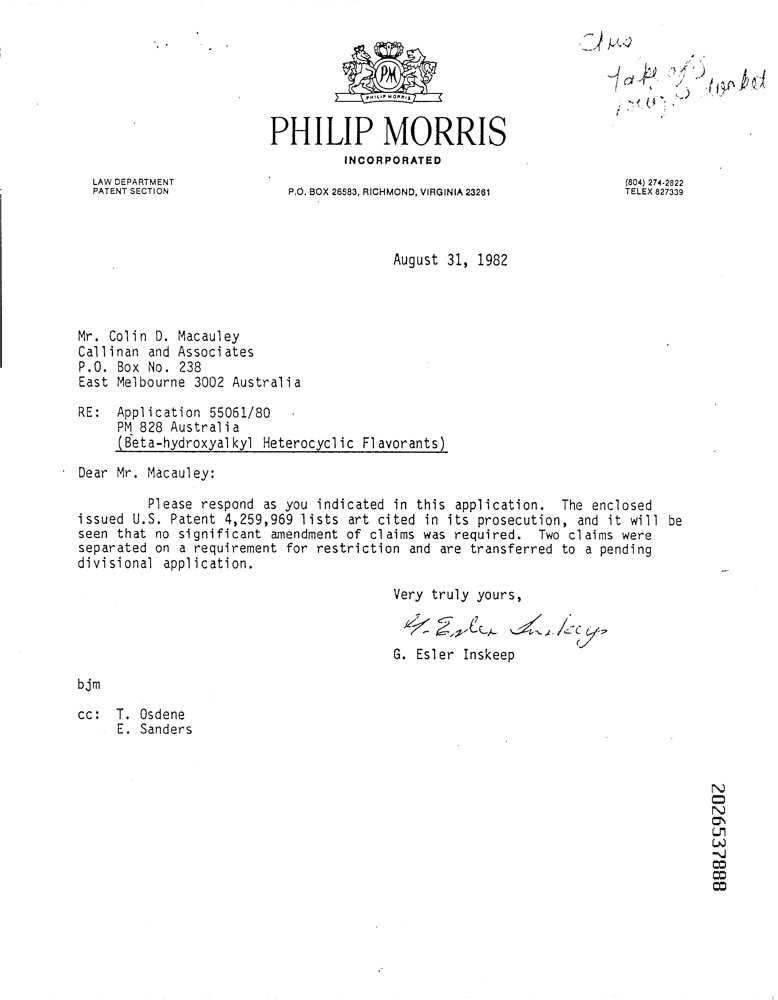 PM
PHILIP MORRIS
PHILIP MORRIS
INCORPORATED
LAW DEPARTMENT
PATENT SECTION
P.O. BOX 26583, RICHMOND, VIRGINIA 23261
(804) 274-2822
TELEX 827339
August 31, 1982
Mr. Colin D. Macauley
Callinan and Associates
P.O. Box No. 238
East Melbourne 3002 Australia
RE: Application 55061/80
PM 828 Australia
(Beta-hydroxyalkyl Heterocyclic Flavorants)
Dear Mr. Macauley:
Please respond as you indicated in this application. The enclosed
issued U.S. Patent 4,259,969 lists art cited in its prosecution, and it will be
seen that no significant amendment of claims was required. Two claims were
separated on a requirement for restriction and are transferred to a pending
divisional application.
Very truly yours,
G. Esler Inskeep
G. Esler Inskeep
bjm
cc: T. Osdene
E. Sanders
2026537888